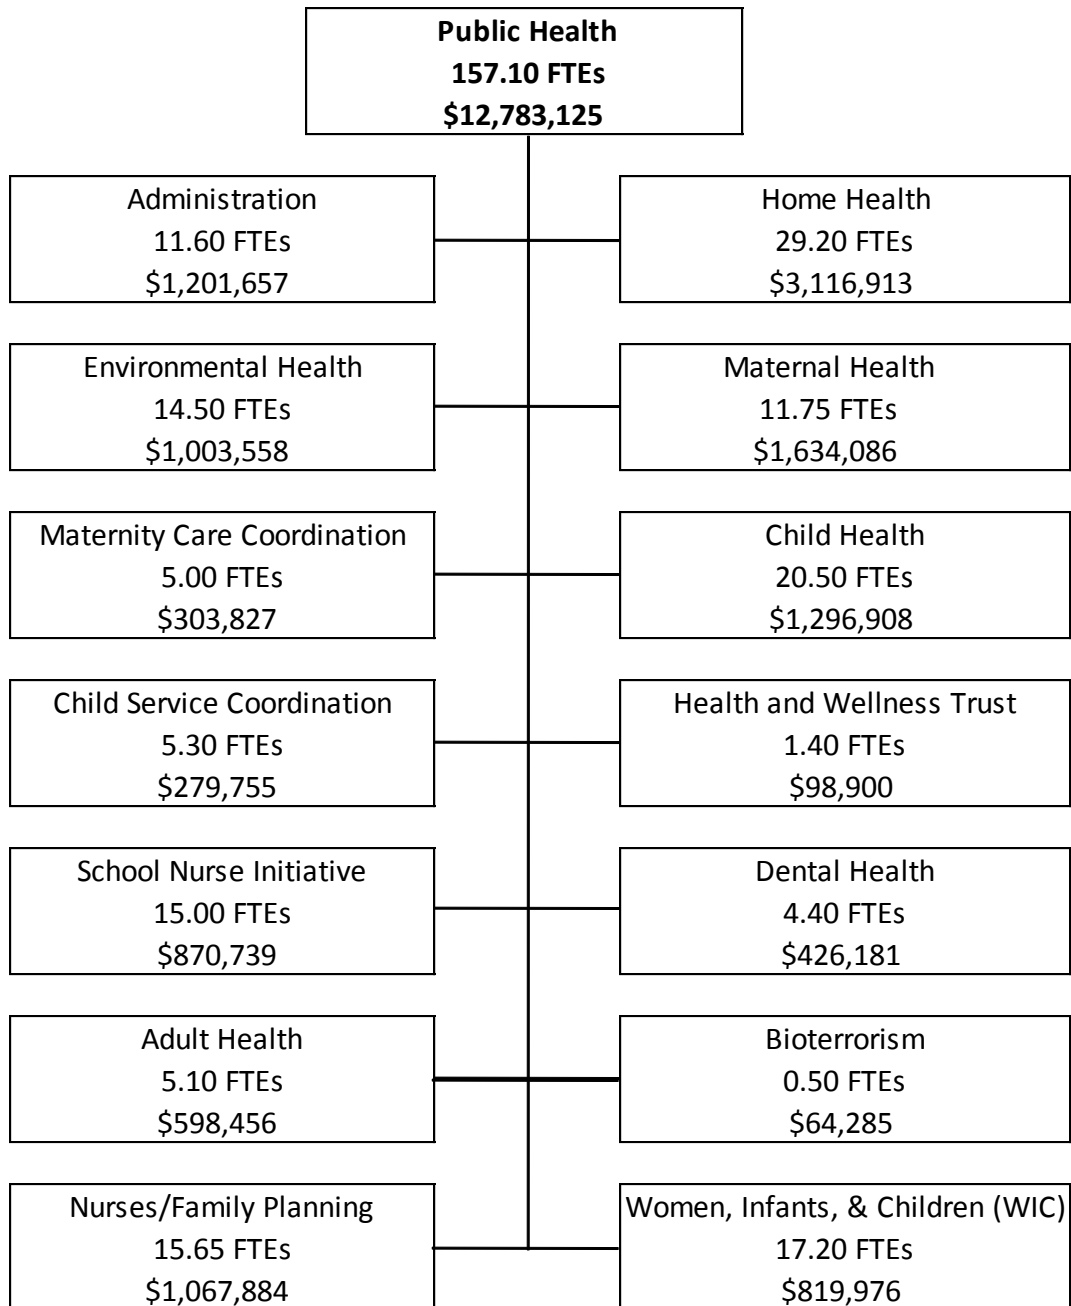 Public Health
157.10 FTEs
$12,783,125
Administration
11.60 FTEs
$1,201,657
Home Health
29.20 FTEs
$3,116,913
Environmental Health
14.50 FTEs
$1,003,558
Maternal Health
11.75 FTEs
$1,634,086
Maternity Care Coordination
5.00 FTEs
$303,827
Child Health
20.50 FTEs
$1,296,908
Child Service Coordination
5.30 FTEs
$279,755
Health and Wellness Trust
1.40 FTEs
$98,900
School Nurse Initiative
15.00 FTEs
$870,739
Dental Health
4.40 FTEs
$426,181
Adult Health
5.10 FTEs
$598,456
Bioterrorism
0.50 FTEs
$64,285
Nurses/Family Planning
15.65 FTEs
$1,067,884
Women, Infants, & Children (WIC)
17.20 FTEs
$819,976